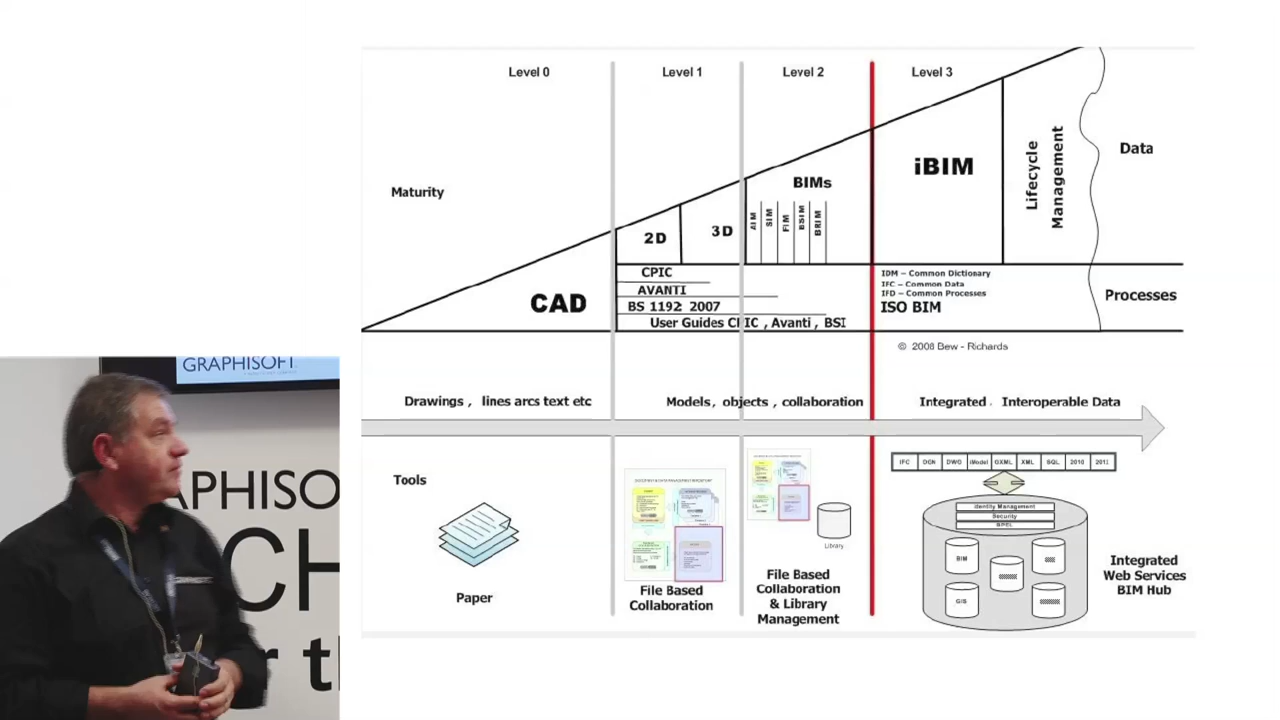 Level 0
Level 1
Level 2
Level 3
Maturity
CAD
2D
3D
BIMs
AIM
SIM
FIM
BSIM
BRIM
iBIM
Lifecycle
Management
Data
CPIC
AVANTI
BS 1192 2007
User Guides CPIC , Avanti , BSI
IDM – Common Dictionary
IFC – Common Data
IFD – Common Processes
ISO BIM
Processes
© 2008 Bew - Richards
Drawings , lines arcs text etc
Models, objects , collaboration
Integrated , Interoperable Data
Tools
Paper
File Based
Collaboration
Library
File Based
Collaboration
& Library
Management
IFC DGN DWG iModel GXML XML SQL 2010 2011
Identity Management
Security
BPEL
BIM
GIS
Integrated
Web Services
BIM Hub
GRAPHISOFT
APHISO
CH
r t